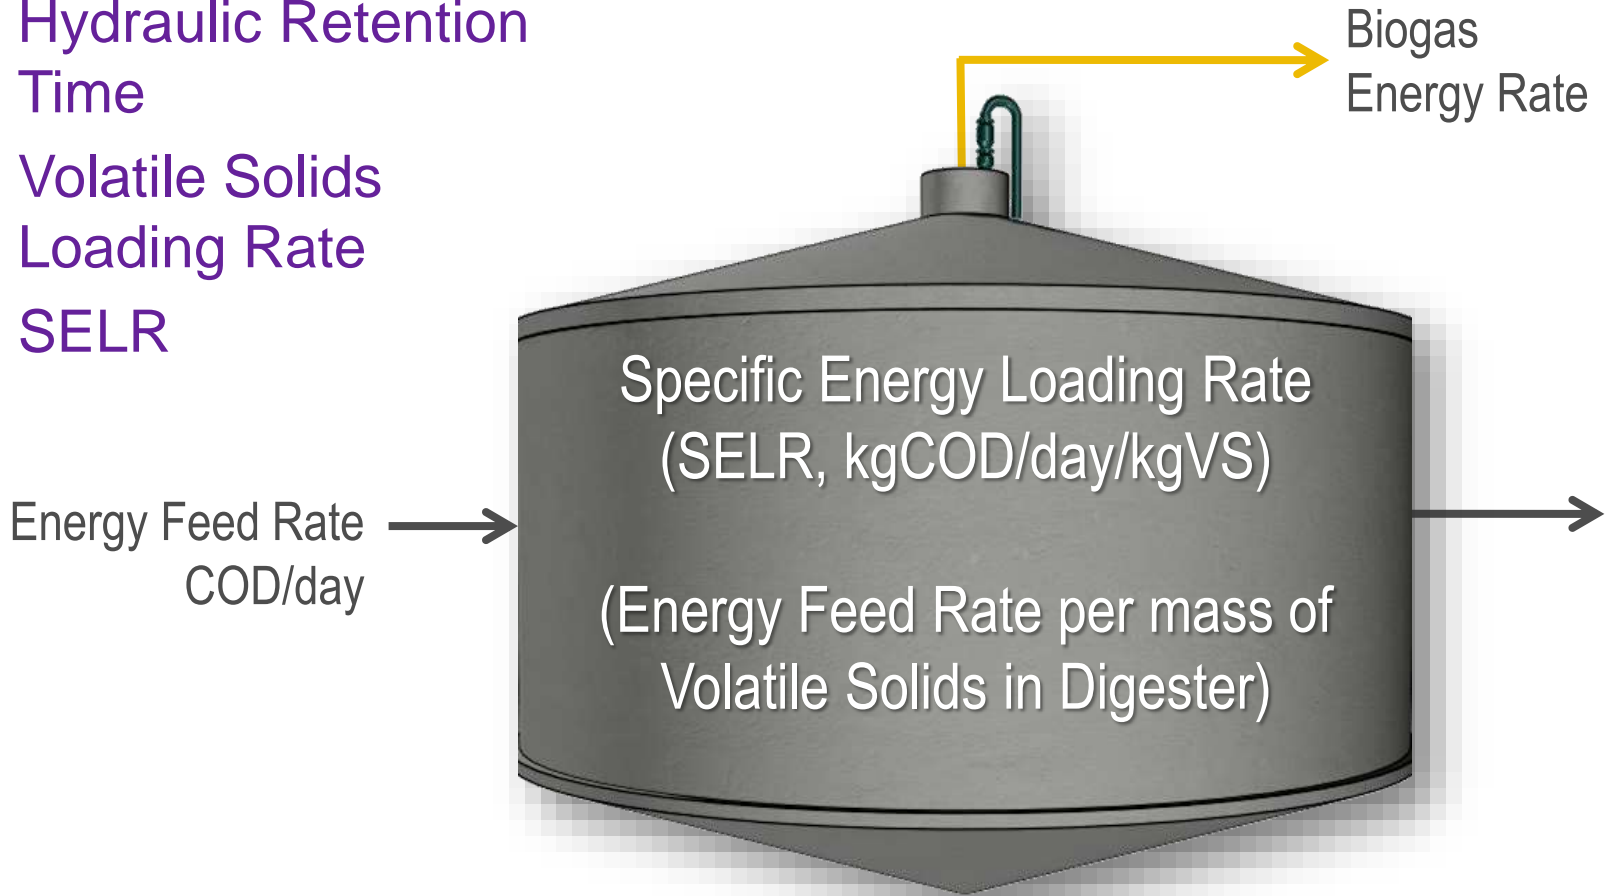 Hydraulic Retention
Time
Volatile Solids
Loading Rate
SELR
Biogas
Energy Rate
Specific Energy Loading Rate
(SELR, kgCOD/day/kgVS)
Energy Feed Rate
COD/day
(Energy Feed Rate per mass of
Volatile Solids in Digester)